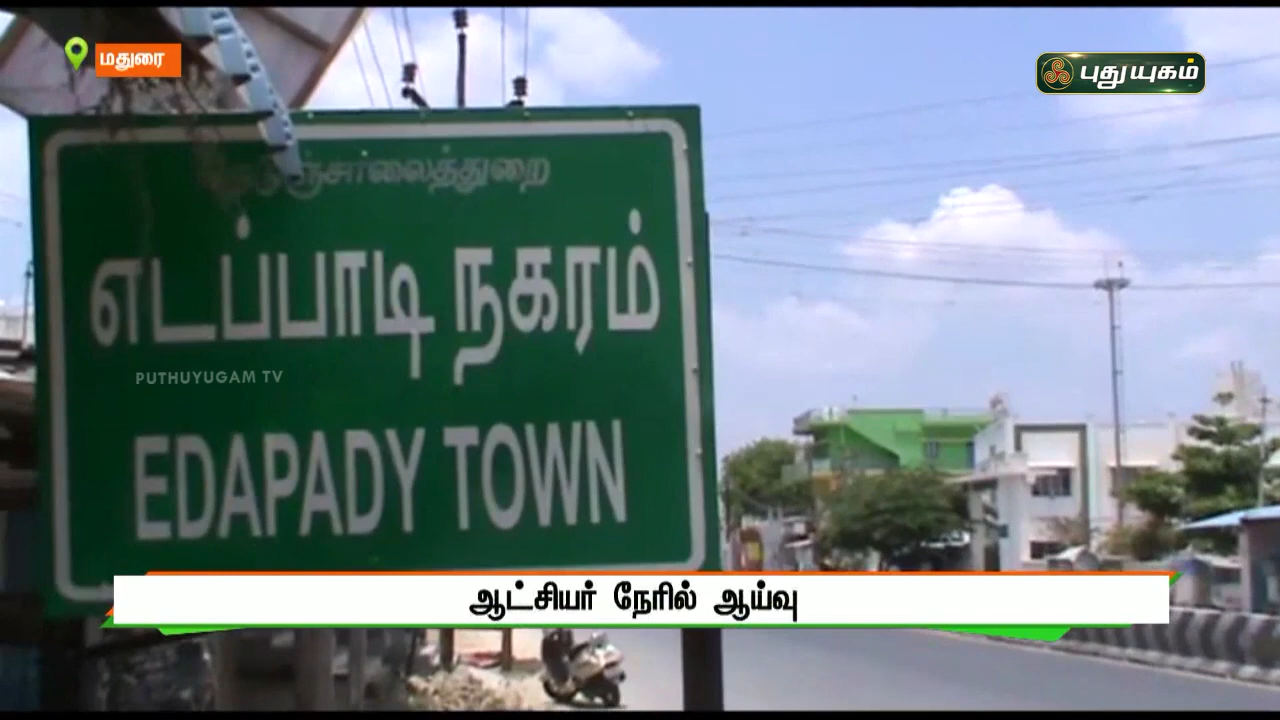 மதுரை
புதுயுகம்
நெடுஞ்சாலைத்துறை
எடப்பாடி நகரம்
PUTHUYUGAM TV
EDAPADY TOWN
ஆட்சியர் நேரில் ஆய்வு